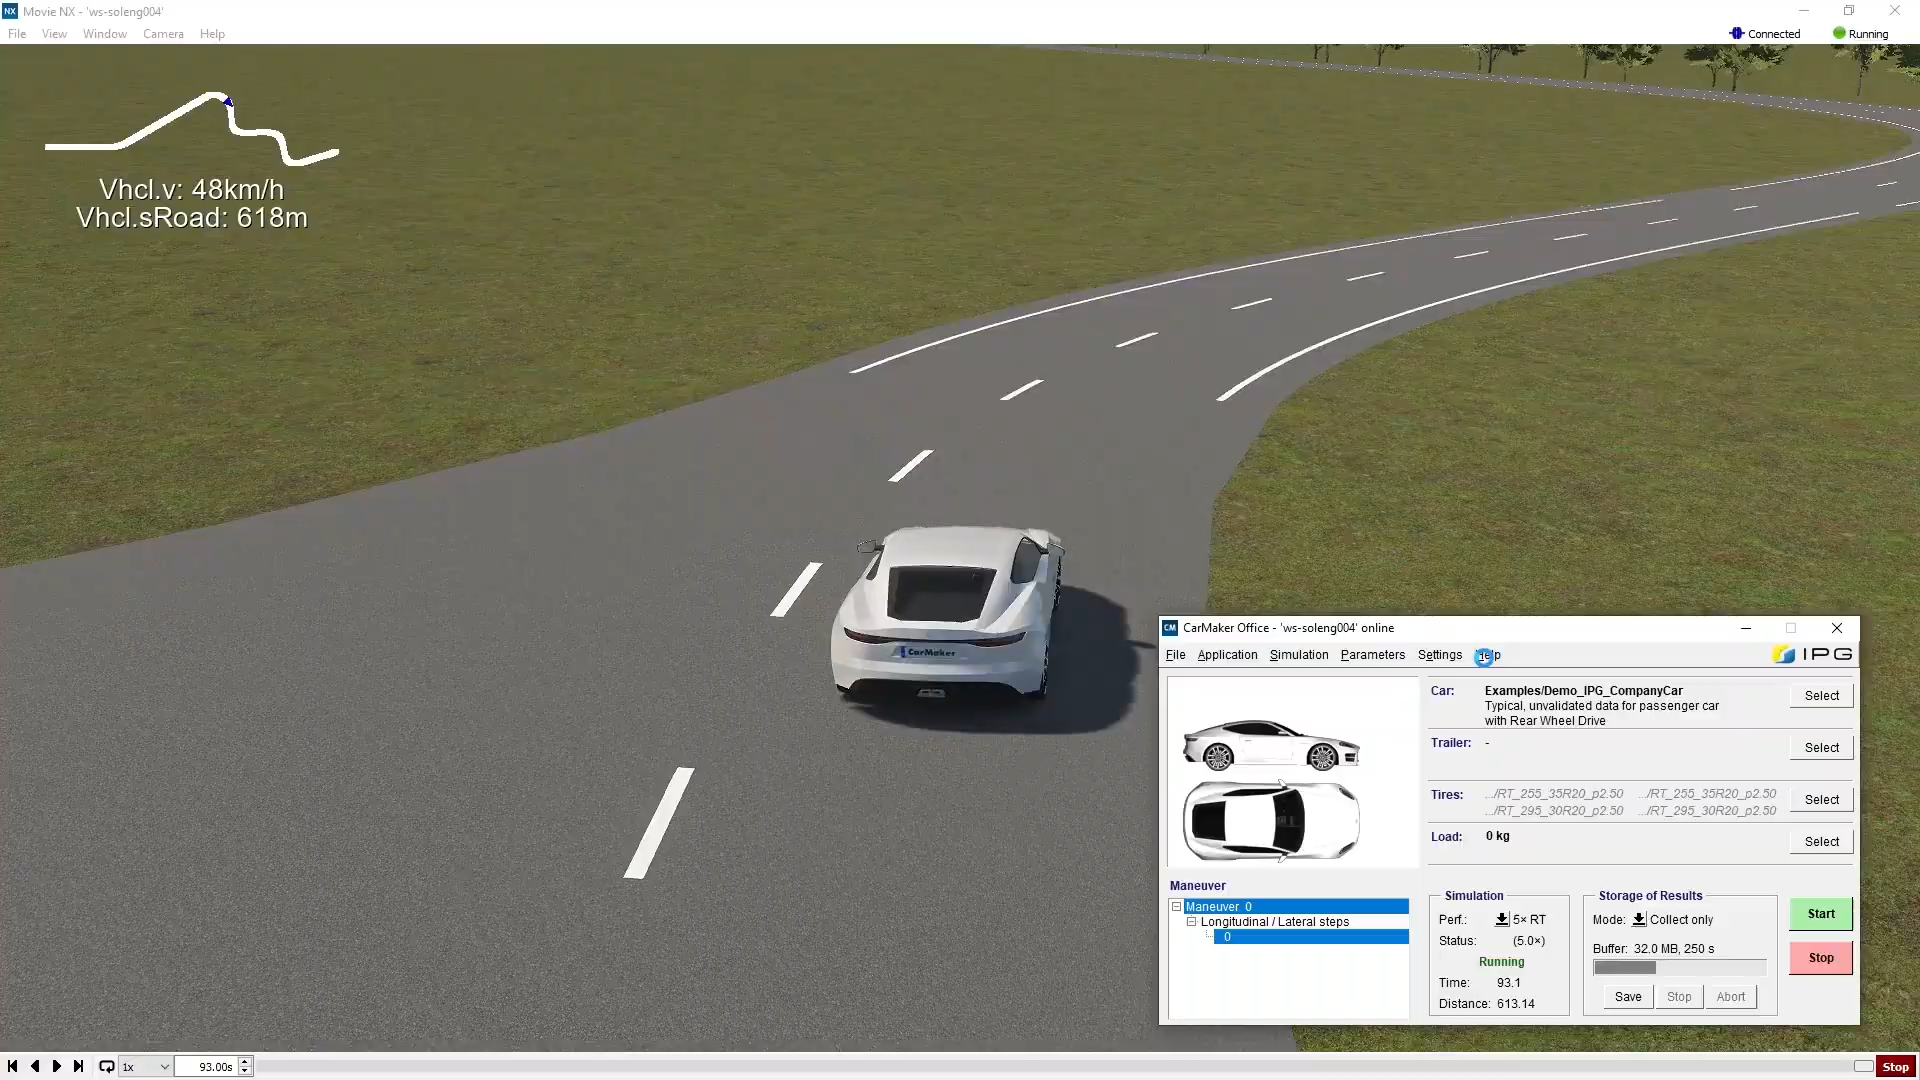 Movie NX - 'ws-soleng004'
File View Window Camera Help
Connected Running
Vhcl.v: 48km/h
Vhcl.sRoad: 618m
CarMaker
CarMaker Office - 'ws-soleng004' online
File Application Simulation Parameters Settings
IPG
Car: Examples/Demo_IPG_CompanyCar
Typical, unvalidated data for passenger car
with Rear Wheel Drive
Select
Trailer: -
Select
Tires: .../RT_255_35R20_p2.50 .../RT_255_35R20_p2.50
.../RT_295_30R20_p2.50 .../RT_295_30R20_p2.50
Select
Load: 0 kg
Select
Maneuver
Maneuver 0
Longitudinal / Lateral steps
0
Simulation
Perf.: 5× RT
Status: (5.0×)
Running
Time: 93.1
Distance: 613.14
Storage of Results
Mode: Collect only
Buffer: 32.0 MB, 250 s
Save Stop Abort
Start
Stop
1x 93.00s
Stop